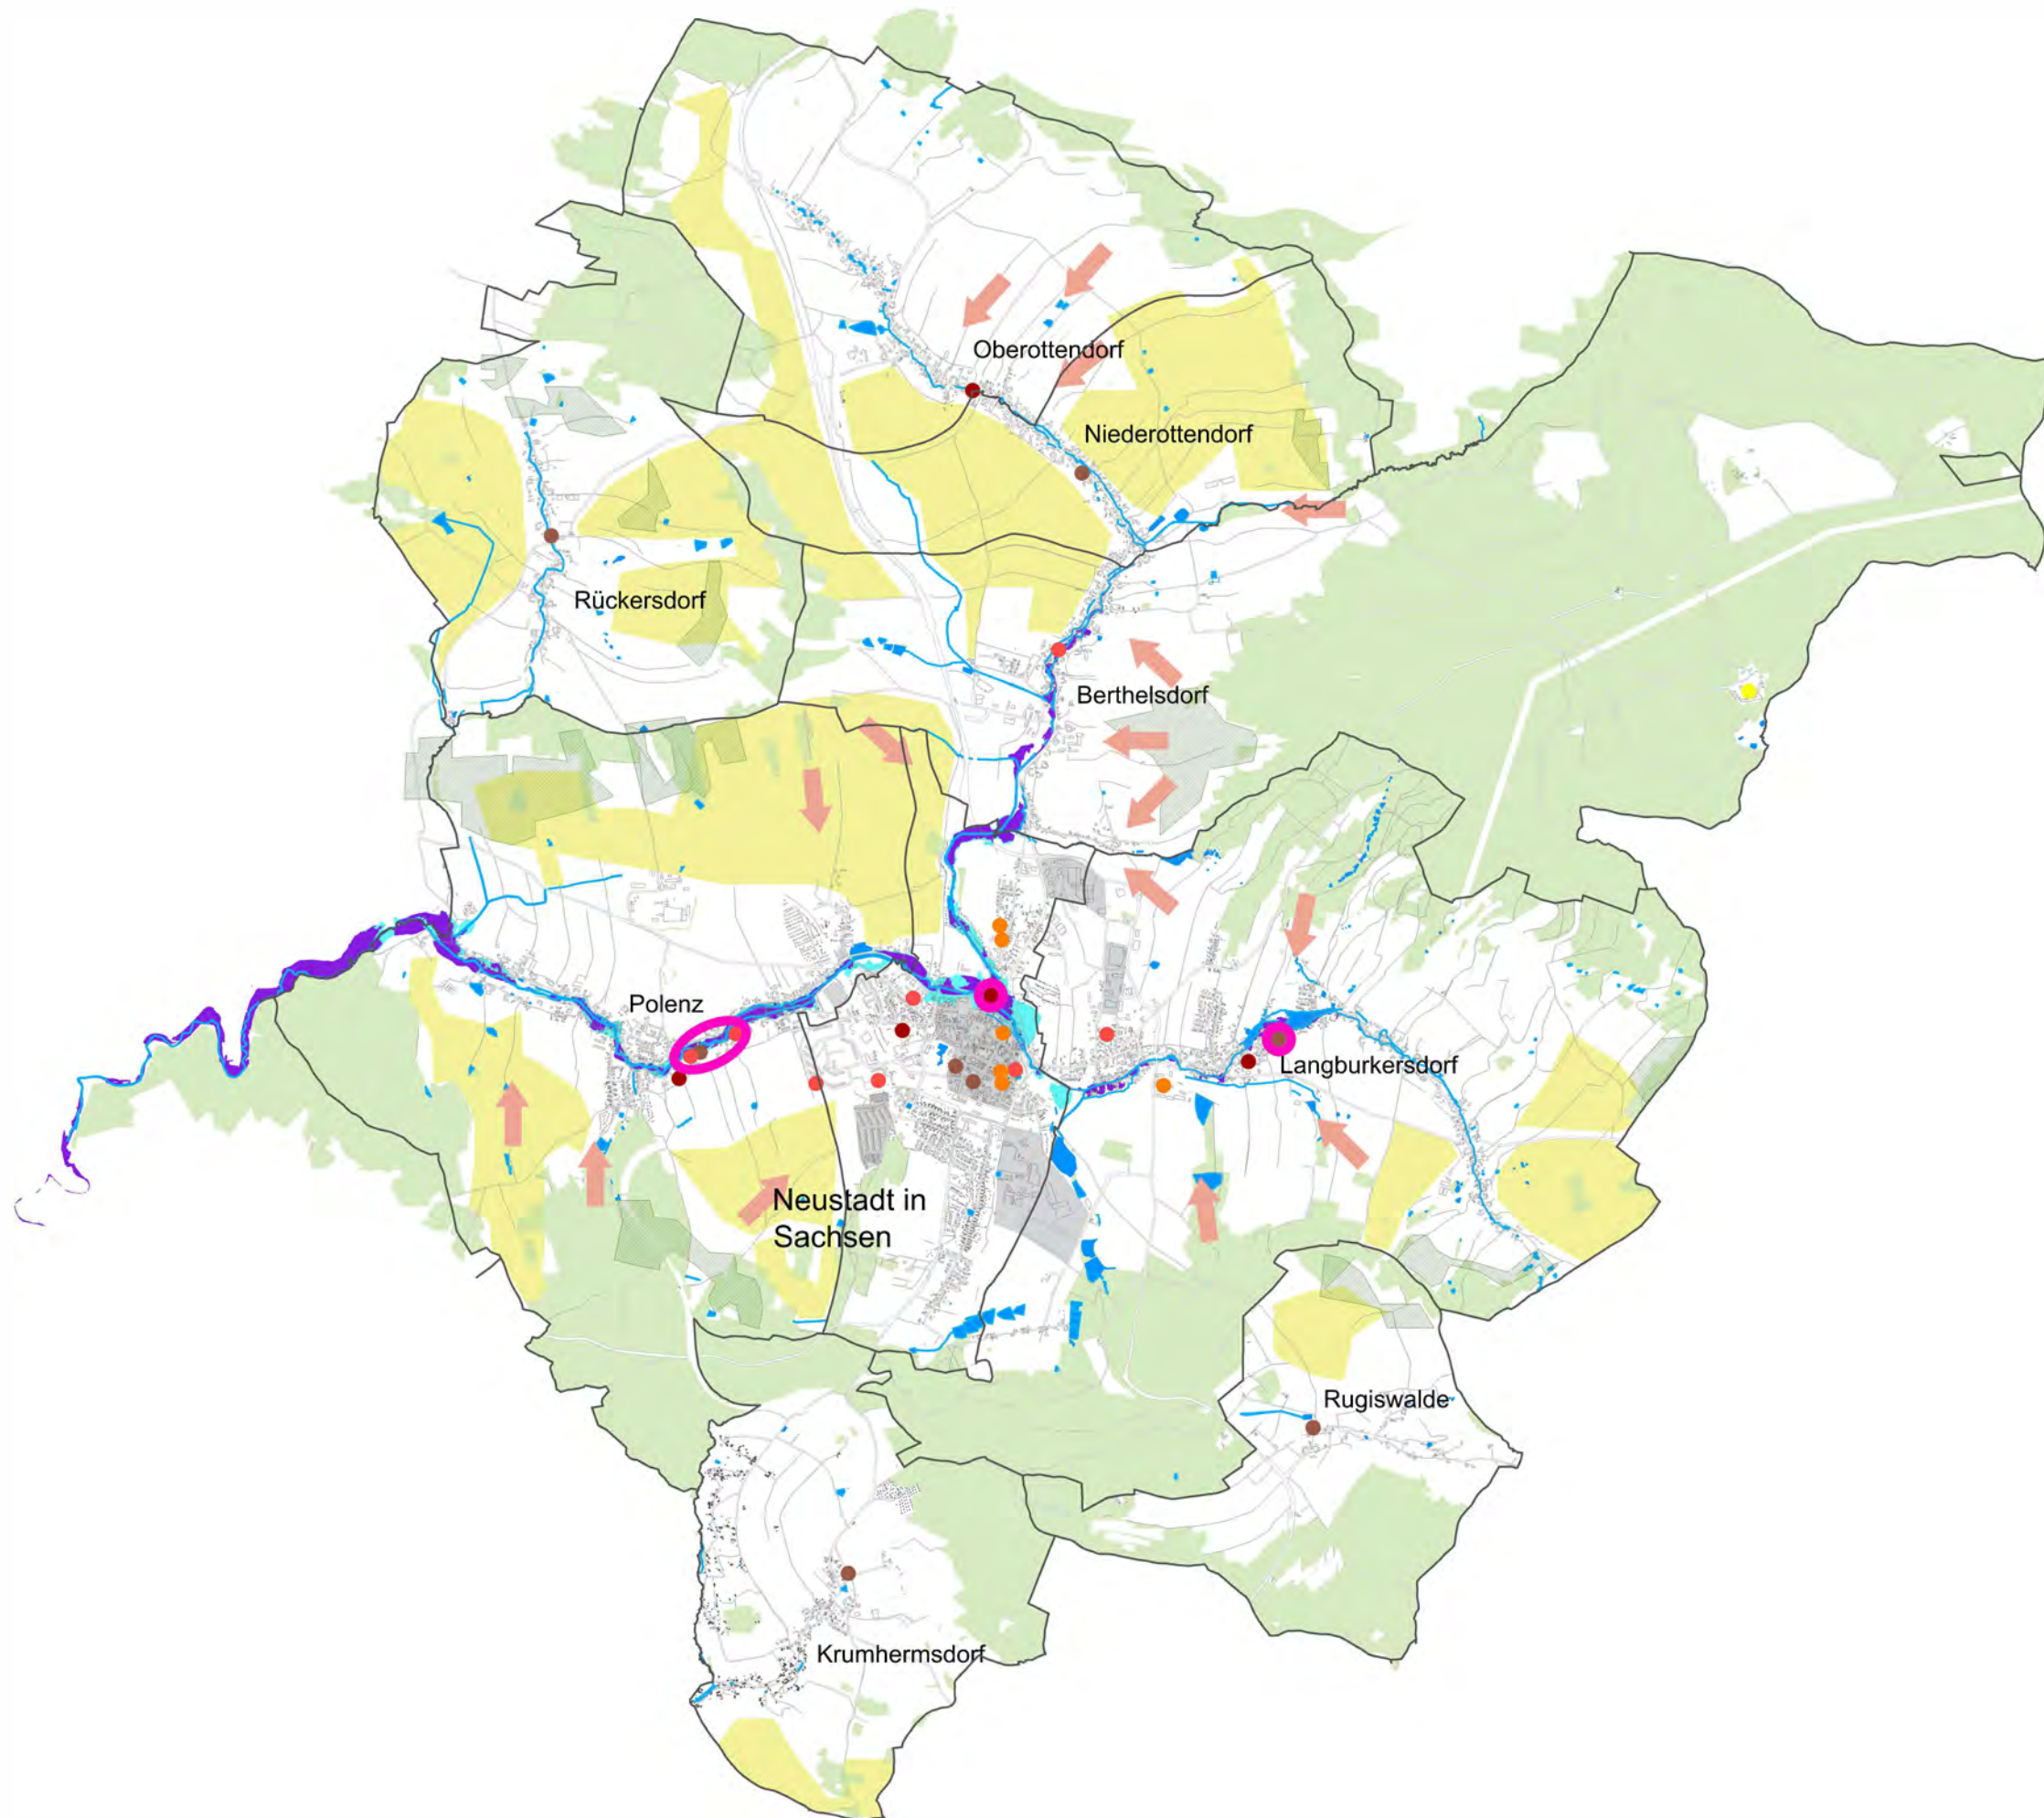 Oberottendorf
Niederottendorf
Rückersdorf
Berthelsdorf
Polenz
Langburkersdorf
Neustadt in
Sachsen
Rugiswalde
Krumhermsdorf